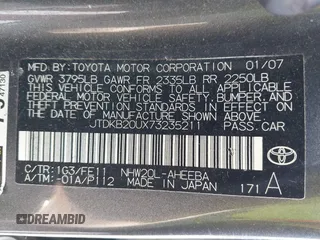 MFD. BY: TOYOTA MOTOR CORPORATION 01/07
GVWR 3795LB GAWR FR 2335LB RR 2250LB
THIS VEHICLE CONFORMS TO ALL APPLICABLE
FEDERAL MOTOR VEHICLE SAFETY, BUMPER,
AND THEFT PREVENTION STANDARDS IN
EFFECT ON THE DATE OF MANUFACTURE
SHOWN ABOVE.
JTDKB20UX73235211 PASS. CAR
C/TR: 1G3/FE11 NHW20L-AHEEBA
A/TM: -01A/P112 MADE IN JAPAN 171 A
TOYOTA
47130
DREAMBID